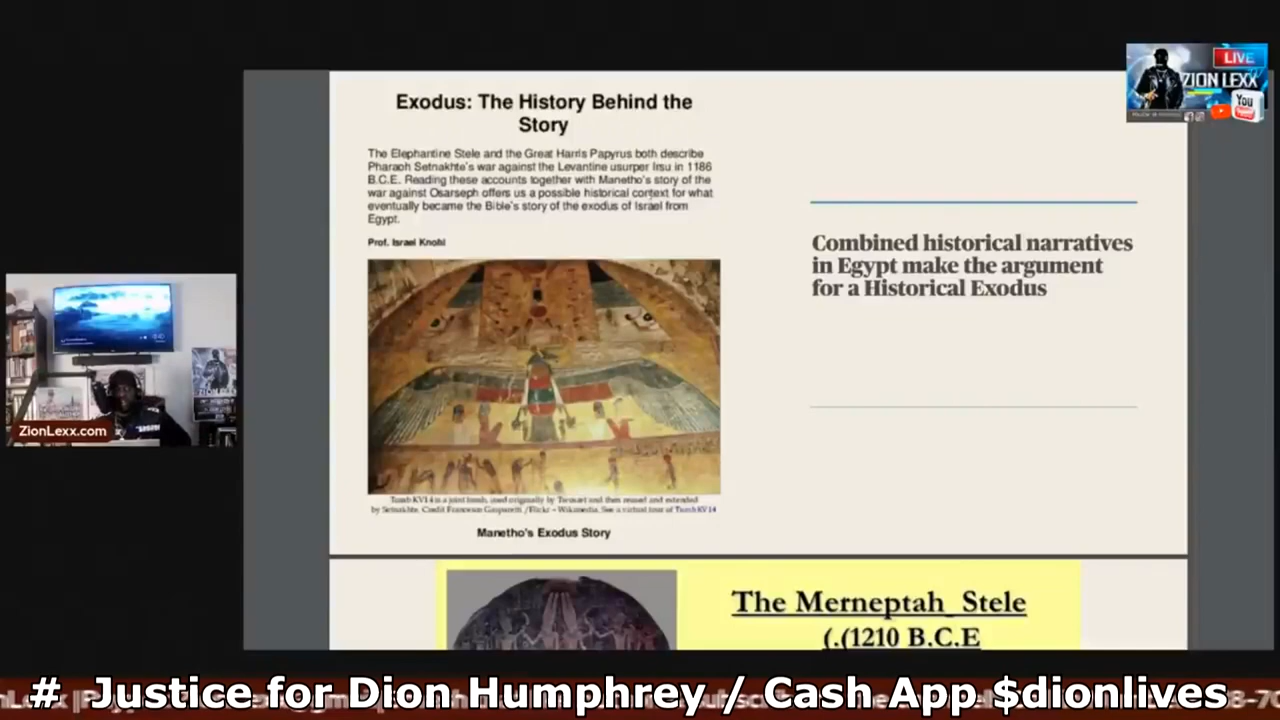 LIVE
ZION LEXX
You
Tube
Exodus: The History Behind the
Story
The Elephantine Stele and the Great Harris Papyrus both describe
Pharaoh Setnakhte's war against the Levantine usurper Irsu in 1186
B.C.E. Reading these accounts together with Manetho's story of the
war against Osarseph offers us a possible historical context for what
eventually became the Bible's story of the exodus of Israel from
Egypt.
Prof. Israel Knohl
Tomb KV14 is a joint tomb, used originally by Twosret and then reused and extended
by Setnakhte. Credit Francesco Gasparetti /Flickr - Wikimedia. See a virtual tour of Tomb KV14
Manetho's Exodus Story
Combined historical narratives
in Egypt make the argument
for a Historical Exodus
ZionLexx.com
The Merneptah Stele
(.(1210 B.C.E
# Justice for Dion Humphrey / Cash App $dionlives